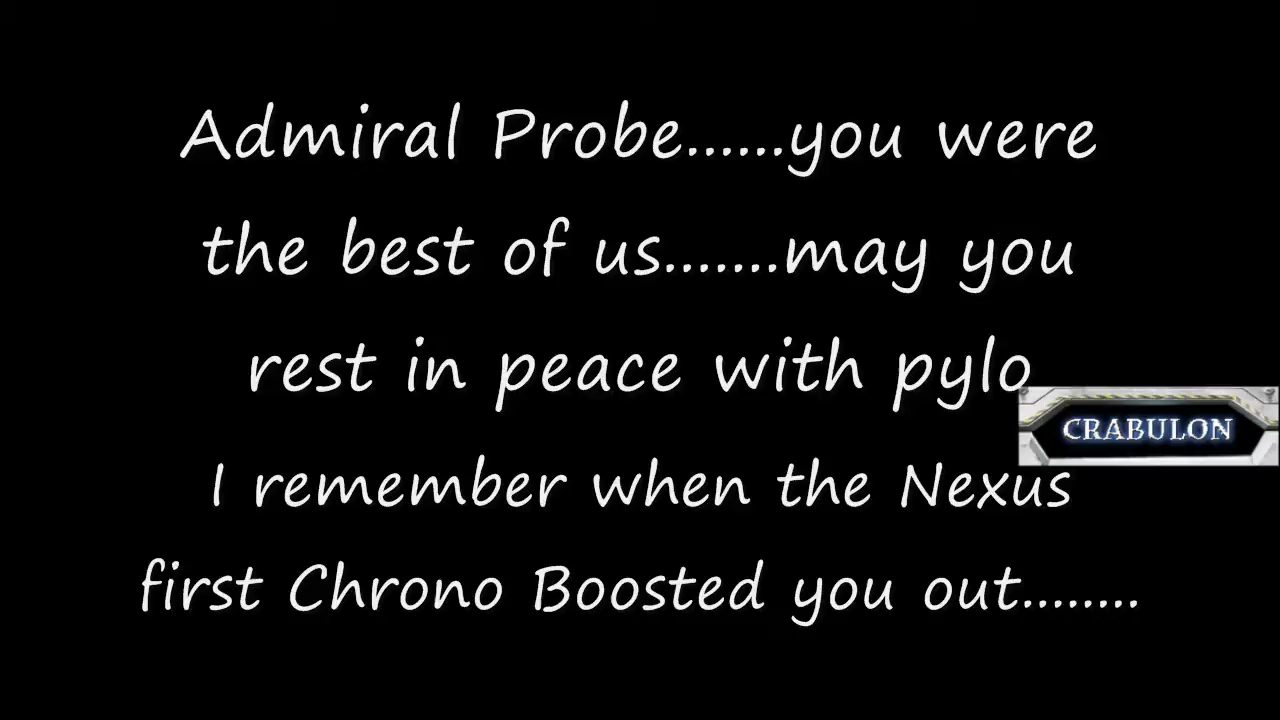 Admiral Probe......you were
the best of us.......may you
rest in peace with pylo
CRABULON
I remember when the Nexus
first Chrono Boosted you out........